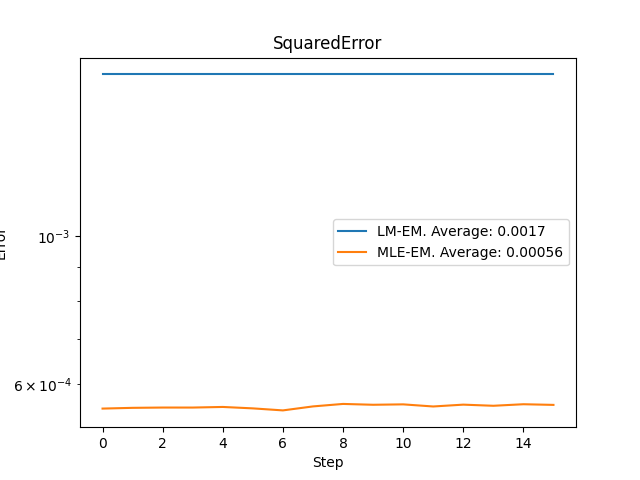 SquaredError
Error
10⁻³
6 × 10⁻⁴
LM-EM. Average: 0.0017
MLE-EM. Average: 0.00056
0 2 4 6 8 10 12 14
Step